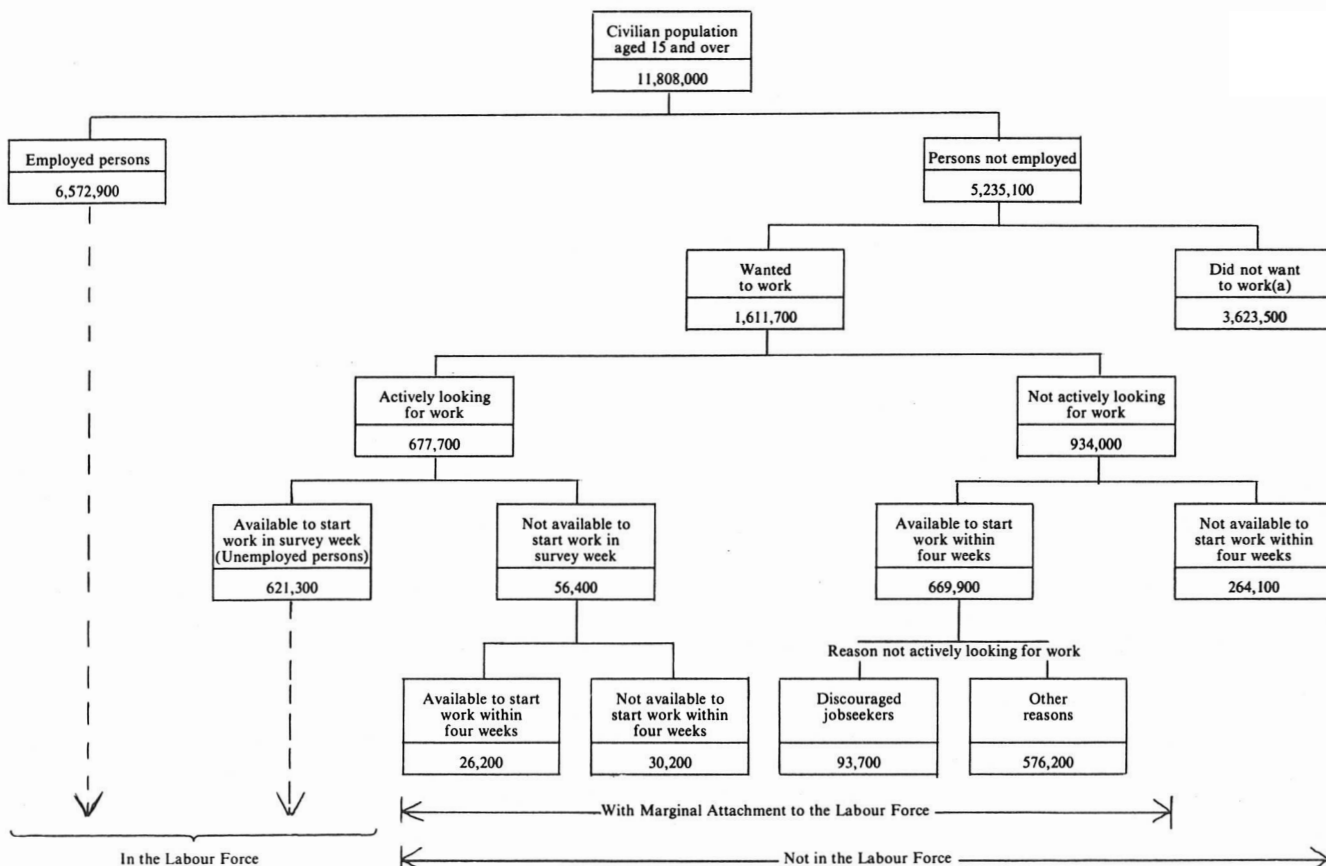 Civilian population
aged 15 and over
11,808,000
Employed persons
6,572,900
Persons not employed
5,235,100
Wanted
to work
1,611,700
Did not want
to work(a)
3,623,500
Actively looking
for work
677,700
Not actively looking
for work
934,000
Available to start
work in survey week
(Unemployed persons)
621,300
Not available to
start work in
survey week
56,400
Available to start
work within
four weeks
669,900
Not available to
start work within
four weeks
264,100
Reason not actively looking for work
Available to start
work within
four weeks
26,200
Not available to
start work within
four weeks
30,200
Discouraged
jobseekers
93,700
Other
reasons
576,200
With Marginal Attachment to the Labour Force
In the Labour Force
Not in the Labour Force